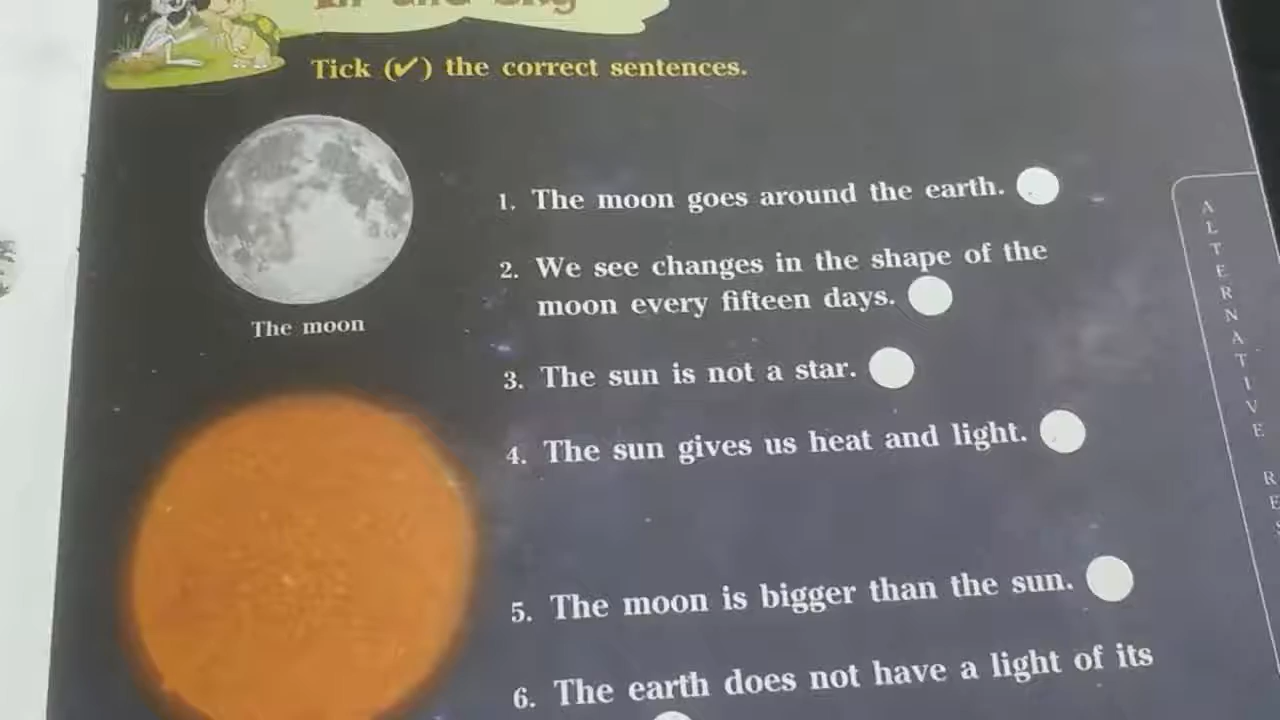 Tick (✔) the correct sentences.
1. The moon goes around the earth.
2. We see changes in the shape of the
moon every fifteen days.
The moon
3. The sun is not a star.
4. The sun gives us heat and light.
5. The moon is bigger than the sun.
6. The earth does not have a light of its
ALTERNATIVE